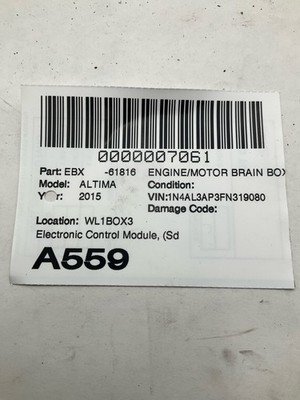 0000007061
Part: EBX -61816 ENGINE/MOTOR BRAIN BOX
Model: ALTIMA Condition:
Year: 2015 VIN:1N4AL3AP3FN319080
Damage Code:
Location: WL1BOX3
Electronic Control Module, (Sd
A559